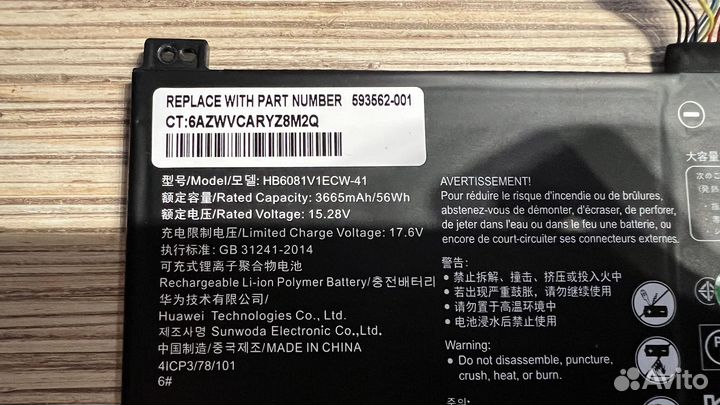 REPLACE WITH PART NUMBER 593562-001
CT:6AZWVCARYZ8M2Q
型号/Model/모델: HB6081V1ECW-41
额定容量/Rated Capacity: 3665mAh/56Wh
额定电压/Rated Voltage: 15.28V
充电限制电压/Limited Charge Voltage: 17.6V
执行标准: GB 31241-2014
可充式锂离子聚合物电池
Rechargeable Li-ion Polymer Battery/충전배터리
华为技术有限公司
Huawei Technologies Co., Ltd.
제조사명 Sunwoda Electronic Co.,Ltd.
中国制造/중국제조/MADE IN CHINA
4ICP3/78/101
6#
AVERTISSEMENT!
Pour réduire le risque d'incendie ou de brûlures,
abstenez-vous de démonter, d'écraser, de perforer,
de jeter dans l'eau ou dans le feu une batterie, ou
encore de court-circuiter ses connecteurs externes.
警告:
• 禁止拆解、撞击、挤压或投入火中
• 若出现严重鼓胀，请勿继续使用
• 请勿置于高温环境中
• 电池浸水后禁止使用
Warning:
• Do not disassemble, puncture,
crush, heat, or burn.
주의:
大容量
次のこ
Avito